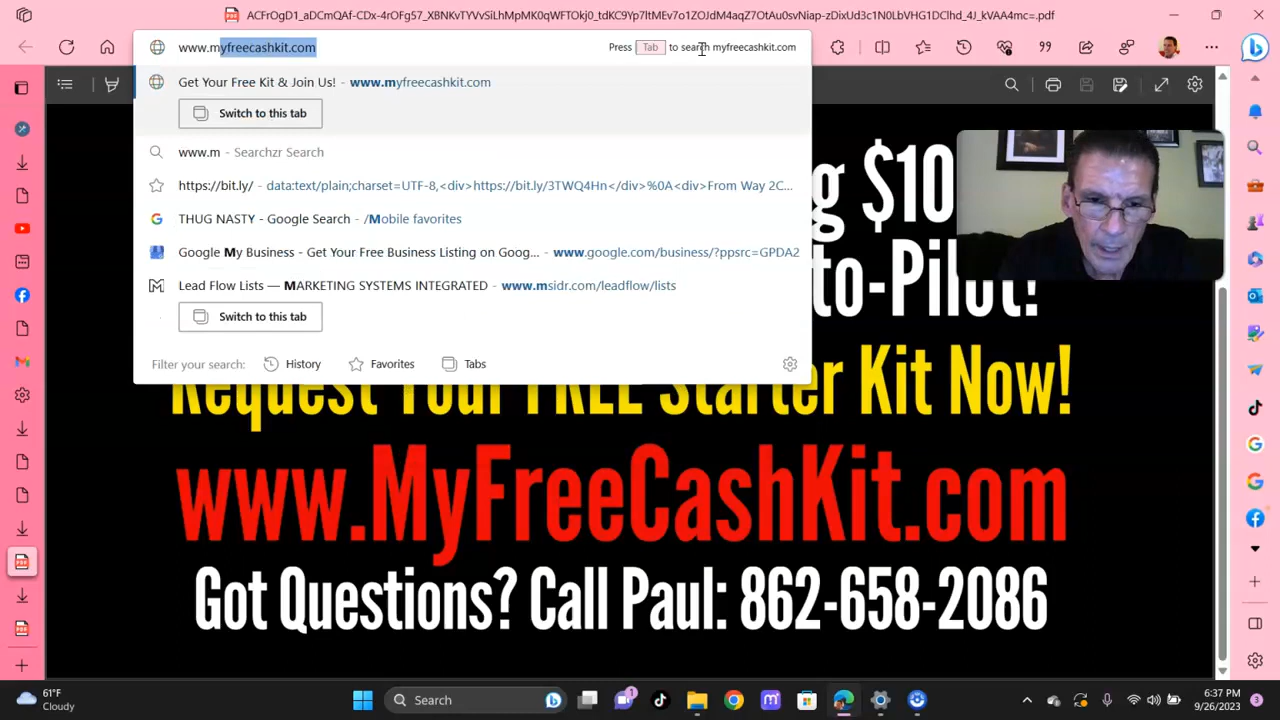 ACFrOgD1_aDCmQAf-CDx-4rOFg57_XBNKvTYVvSiLhMpMK0qWFTOkj0_tdKC9Yp7ltMEv7o1ZOJdM4aqZ7OtAu0svNiap-zDixUd3c1N0LbVHG1DClhd_4J_kVAA4mc=.pdf
www.myfreecashkit.com
Press Tab to search myfreecashkit.com
Get Your Free Kit & Join Us! - www.myfreecashkit.com
Switch to this tab
www.m - Searchzr Search
https://bit.ly/ - data:text/plain;charset=UTF-8,<div>https://bit.ly/3TWQ4Hn</div>%0A<div>From Way 2C...
THUG NASTY - Google Search - /Mobile favorites
Google My Business - Get Your Free Business Listing on Goog... - www.google.com/business/?ppsrc=GPDA2
Lead Flow Lists — MARKETING SYSTEMS INTEGRATED - www.msidr.com/leadflow/lists
Switch to this tab
Filter your search: History Favorites Tabs
g $10
to-Pilot!
Request Your FREE Starter Kit Now!
www.MyFreeCashKit.com
Got Questions? Call Paul: 862-658-2086
61°F
Cloudy
Search
1
6:37 PM
9/26/2023
3